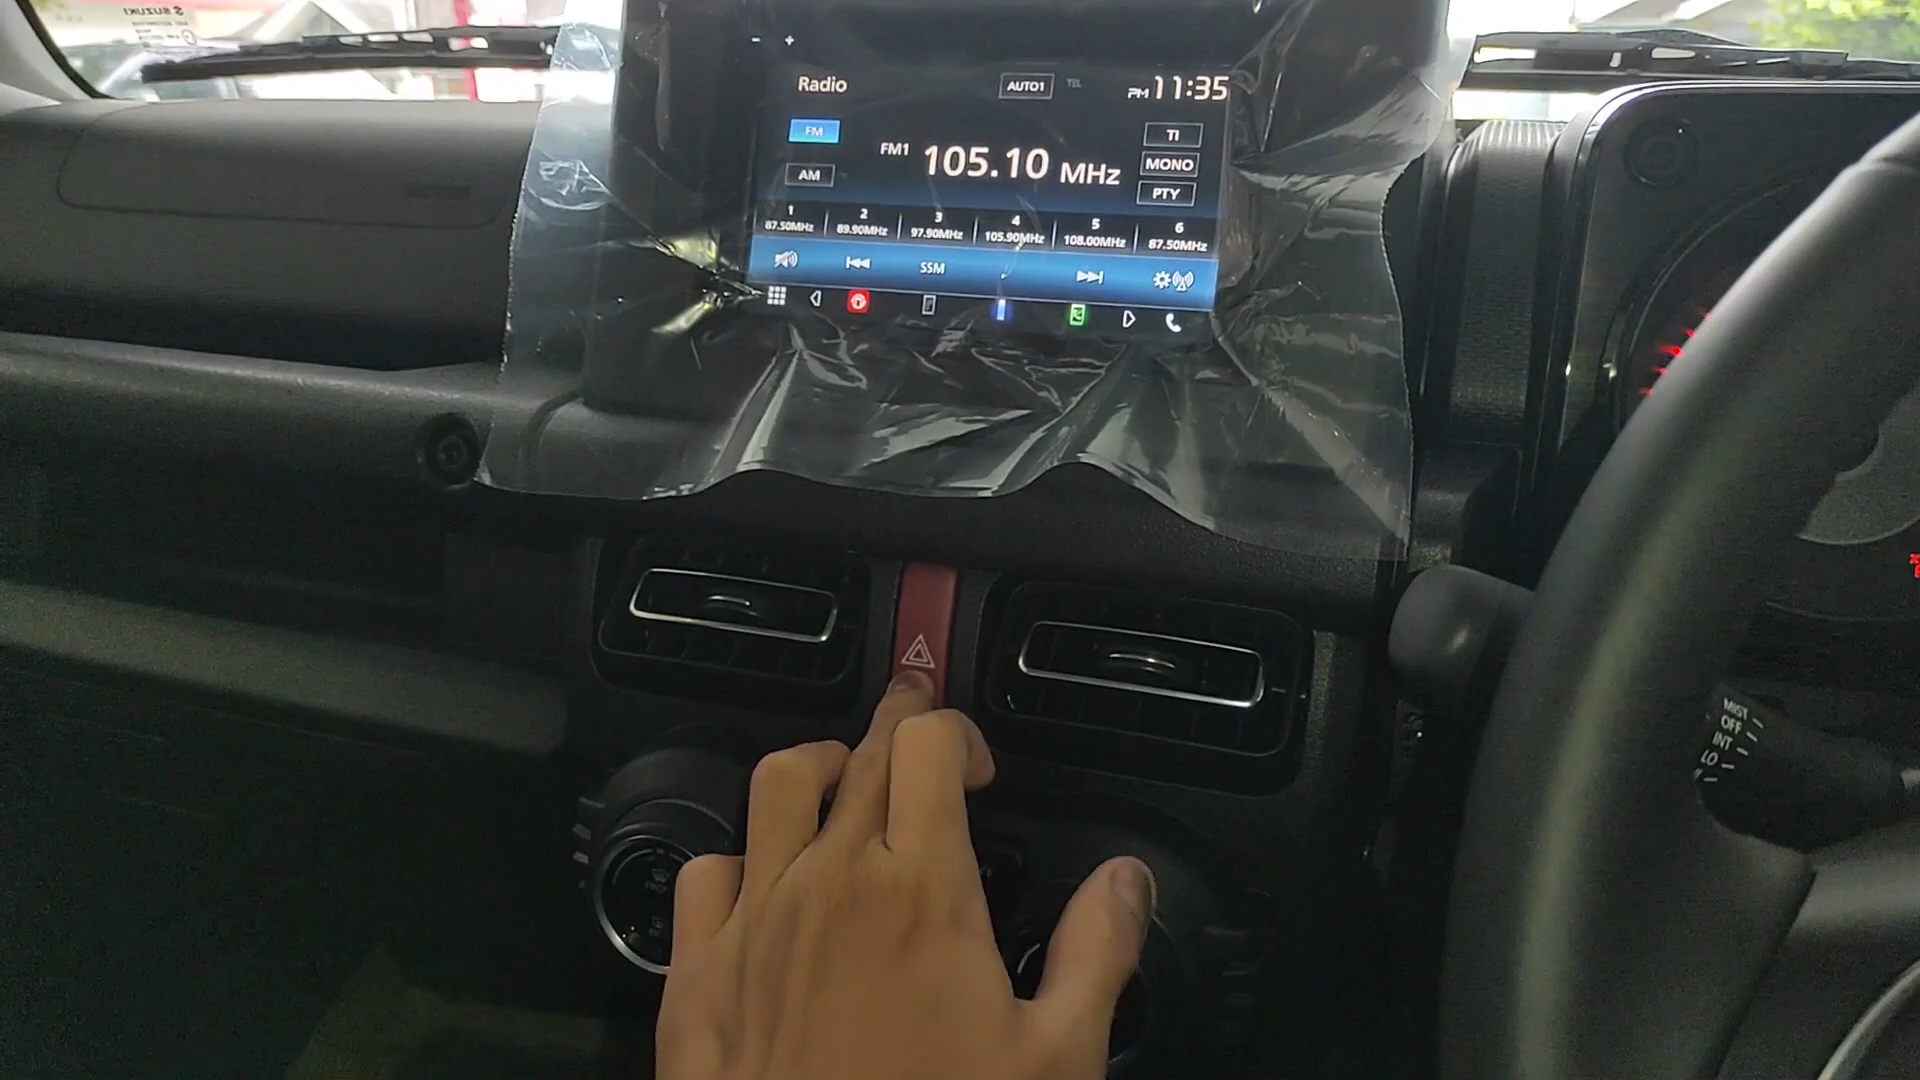 SUZUKI
- +
Radio AUTO1 TEL PM 11:35
FM TI
FM1 105.10 MHz MONO
AM PTY
1 2 3 4 5 6
87.50MHz 89.90MHz 97.90MHz 105.90MHz 108.00MHz 87.50MHz
SSM
MIST
OFF
INT
LO